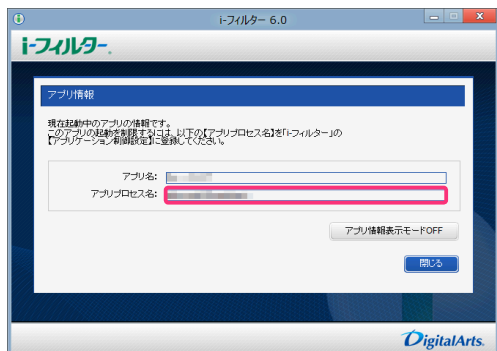 i-フィルター 6.0
i-フィルター.
アプリ情報
現在起動中のアプリの情報です。
このアプリの起動を制限するには、以下の【アプリプロセス名】を「i-フィルター」の
【アプリケーション制御設定】に登録してください。
アプリ名:
アプリプロセス名:
アプリ情報表示モードOFF
閉じる
DigitalArts.